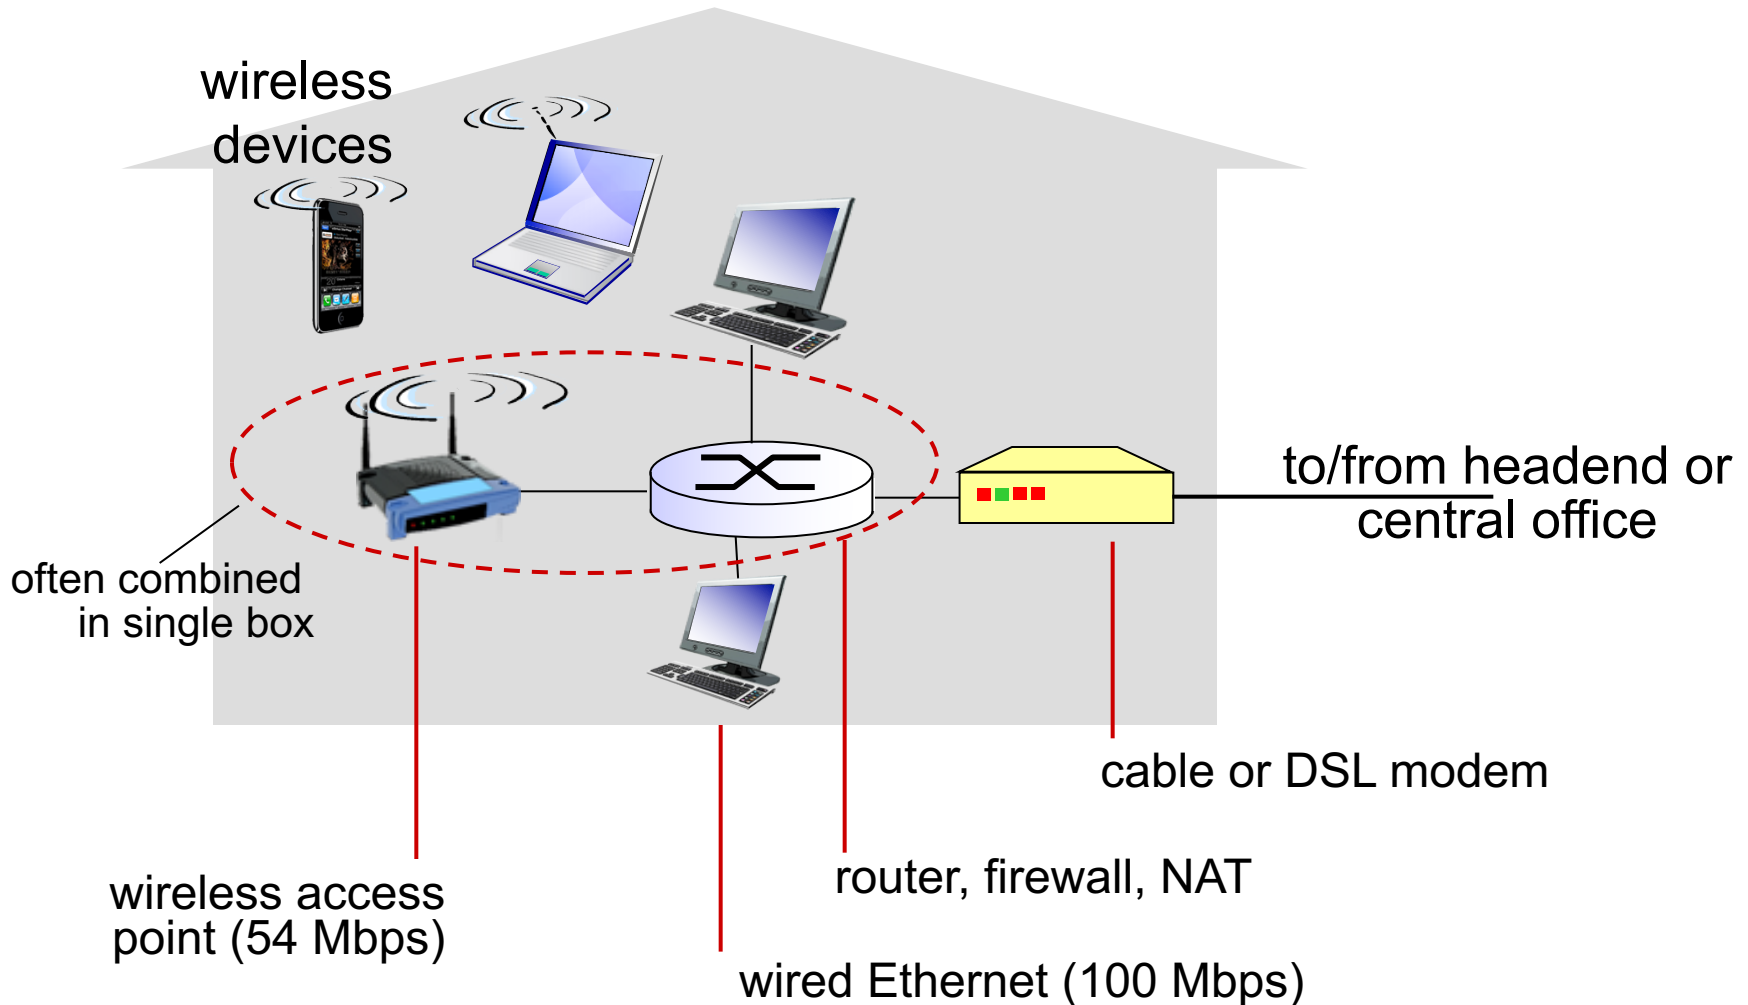 wireless
devices
to/from headend or
central office
often combined
in single box
cable or DSL modem
router, firewall, NAT
wireless access
point (54 Mbps)
wired Ethernet (100 Mbps)